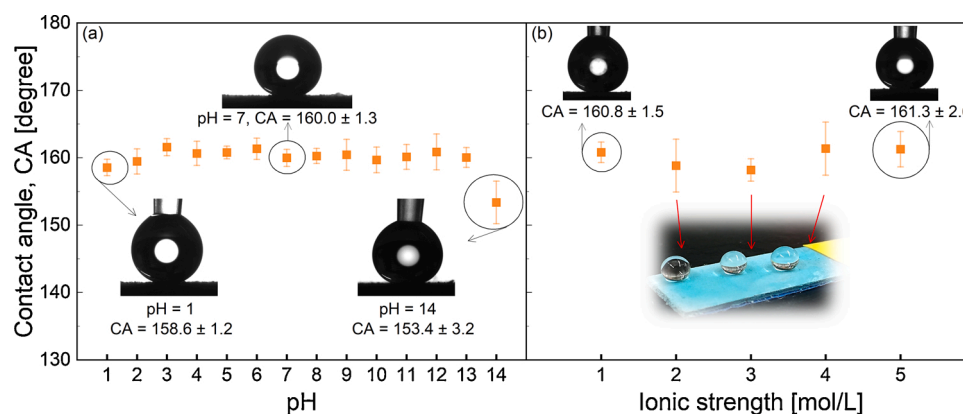 Contact angle, CA [degree]
180
170
160
150
140
130
(a)
pH = 7, CA = 160.0 ± 1.3
pH = 1
CA = 158.6 ± 1.2
pH = 14
CA = 153.4 ± 3.2
1 2 3 4 5 6 7 8 9 10 11 12 13 14
pH
(b)
CA = 160.8 ± 1.5
CA = 161.3 ± 2.6
1 2 3 4 5
Ionic strength [mol/L]